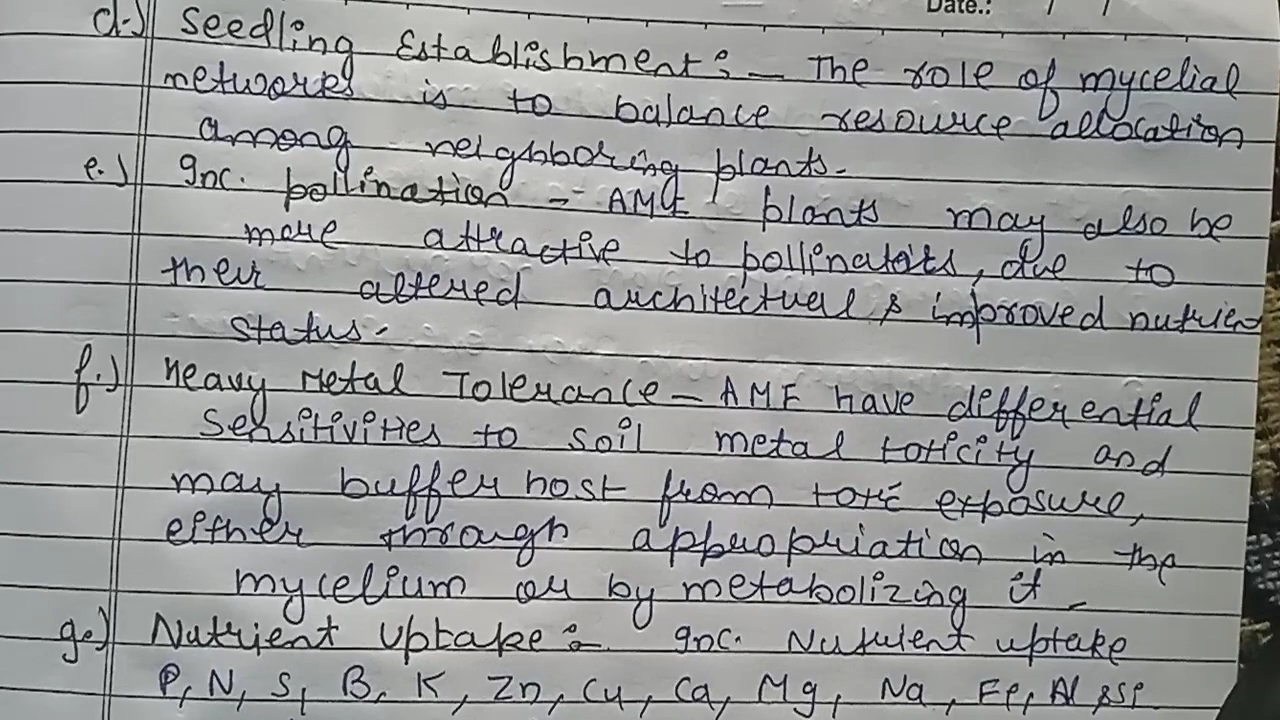 Date.: / /
d.) Seedling Establishment :- The role of mycelial
networks is to balance resource allocation
among neighboring plants.
e.) Inc. pollination - AMF plants may also be
more attractive to pollinators, due to
their altered architectural & improved nutrient
status.
f.) Heavy Metal Tolerance - AMF have differential
sensitivities to soil metal toxicity and
may buffer host from toxic exposure,
either through appropriation in the
mycelium or by metabolizing it.
g.) Nutrient Uptake :- Inc. Nutrient uptake
P, N, S, B, K, Zn, Cu, Ca, Mg, Na, Fe, Al & Si